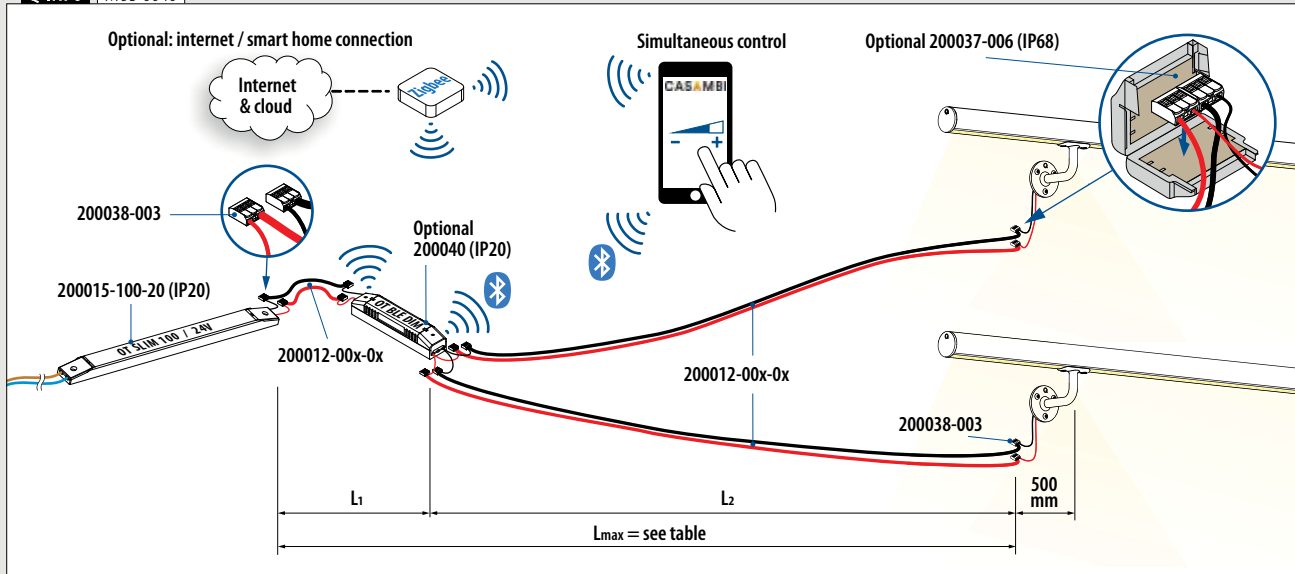 Optional: internet / smart home connection
Internet
& cloud
Zigbee
Simultaneous control
CASAMBI
- +
Optional 200037-006 (IP68)
200038-003
Optional
200040 (IP20)
200015-100-20 (IP20)
OT SLIM 100 / 24V
OT BLE DIM
200012-00x-0x
200012-00x-0x
200038-003
L1
L2
500
mm
Lmax = see table